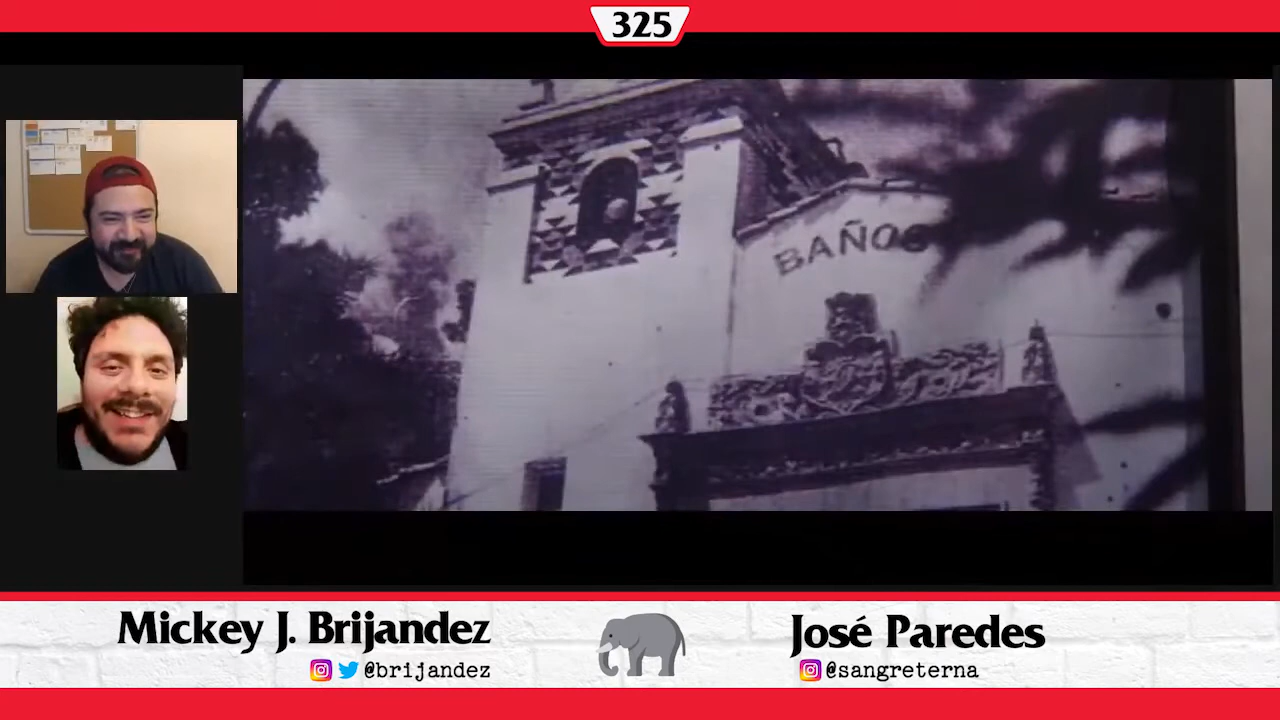 325
BAÑOS
Mickey J. Brijandez
@brijandez
José Paredes
@sangreterna